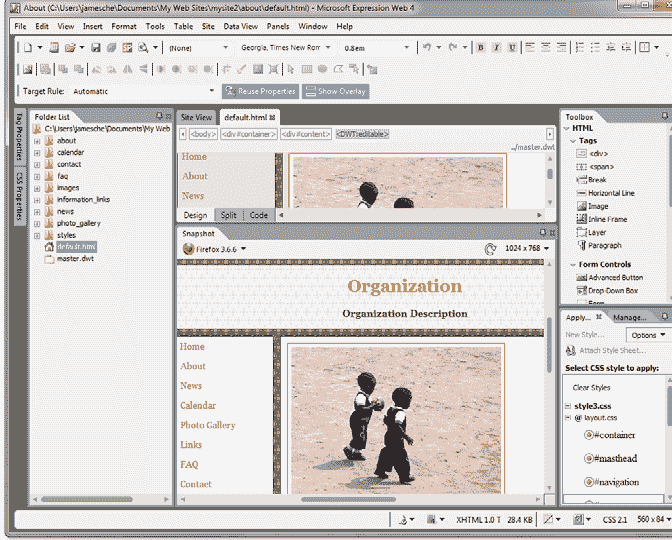 About (C:\Users\jamesche\Documents\My Web Sites\mysite2\about\default.html) - Microsoft Expression Web 4
File Edit View Insert Format Tools Table Site Data View Panels Window Help
(None) Georgia, Times New Ror 0.8em
B I U
Target Rule: Automatic Reuse Properties Show Overlay
Tag Properties
CSS Properties
Folder List
C:\Users\jamesche\Documents\My Web
about
calendar
contact
faq
images
information_links
news
photo_gallery
styles
default.html
master.dwt
Site View default.html
<body> <div#container> <div#content> <DWT:editable>
../master.dwt
Home
About
News
Design Split Code
Snapshot
Firefox 3.6.6 1024 x 768
Organization
Organization Description
Home
About
News
Calendar
Photo Gallery
Links
FAQ
Contact
Toolbox
HTML
Tags
<div>
<span>
Break
Horizontal Line
Image
Inline Frame
Layer
Paragraph
Form Controls
Advanced Button
Drop-Down Box
Apply... Manage...
New Style... Options
Attach Style Sheet...
Select CSS style to apply:
Clear Styles
style3.css
@ layout.css
#container
#masthead
#navigation
XHTML 1.0 T 28.4 KB CSS 2.1 560 x 84